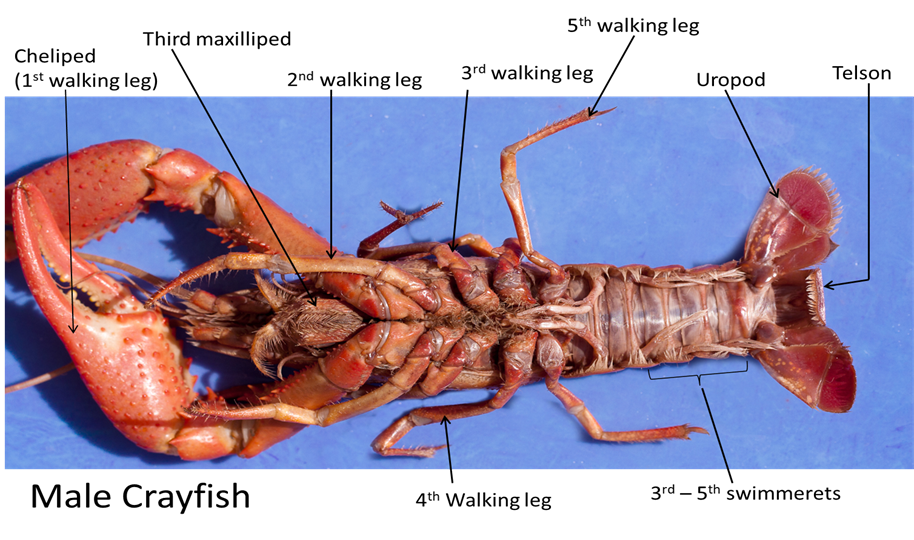 5th walking leg
Third maxilliped
Cheliped
(1st walking leg)
2nd walking leg
3rd walking leg
Uropod
Telson
Male Crayfish
4th Walking leg
3rd – 5th swimmerets